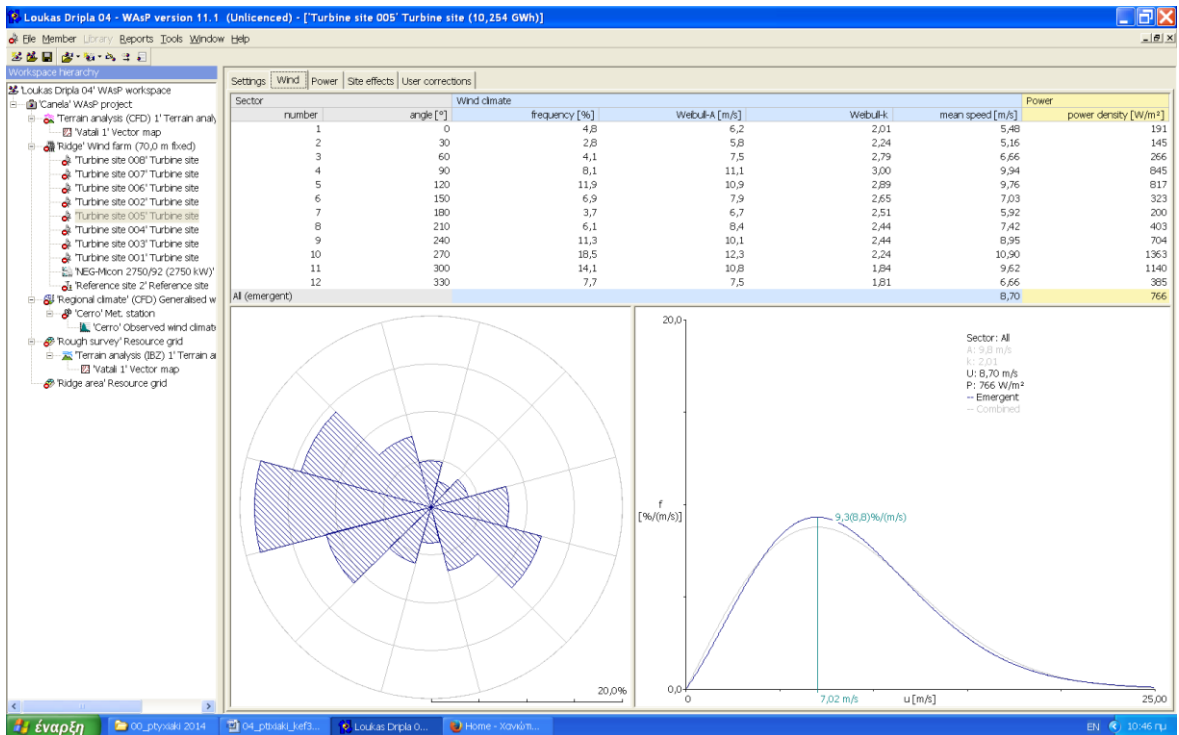 Loukas Dripla 04 - WAsP version 11.1 (Unlicenced) - ['Turbine site 005' Turbine site (10,254 GWh)]
File Member Library Reports Tools Window Help
Workspace hierarchy
'Loukas Dripla 04' WAsP workspace
'Canela' WAsP project
'Terrain analysis (CFD) 1' Terrain analy
'Vatali 1' Vector map
'Ridge' Wind farm (70,0 m fixed)
'Turbine site 008' Turbine site
'Turbine site 007' Turbine site
'Turbine site 006' Turbine site
'Turbine site 002' Turbine site
'Turbine site 005' Turbine site
'Turbine site 004' Turbine site
'Turbine site 003' Turbine site
'Turbine site 001' Turbine site
'NEG-Micon 2750/92 (2750 kW)'
'Reference site 2' Reference site
'Regional climate' (CFD) Generalised w
'Cerro' Met. station
'Cerro' Observed wind climat
'Rough survey' Resource grid
'Terrain analysis (IBZ) 1' Terrain a
'Vatali 1' Vector map
'Ridge area' Resource grid
Settings Wind Power Site effects User corrections
Sector Wind climate Power
number angle [°] frequency [%] Weibull-A [m/s] Weibull-k mean speed [m/s] power density [W/m²]
1 0 4,8 6,2 2,01 5,48 191
2 30 2,8 5,8 2,24 5,16 145
3 60 4,1 7,5 2,79 6,66 266
4 90 8,1 11,1 3,00 9,94 845
5 120 11,9 10,9 2,89 9,76 817
6 150 6,9 7,9 2,65 7,03 323
7 180 3,7 6,7 2,51 5,92 200
8 210 6,1 8,4 2,44 7,42 403
9 240 11,3 10,1 2,44 8,95 704
10 270 18,5 12,3 2,24 10,90 1363
11 300 14,1 10,8 1,84 9,62 1140
12 330 7,7 7,5 1,81 6,66 385
All (emergent) 8,70 766
20,0%
20,0
Sector: All
A: 9,8 m/s
k: 2,01
U: 8,70 m/s
P: 766 W/m²
-- Emergent
-- Combined
f
[%/(m/s)]
9,3(8,8)%/(m/s)
0,0
0 7,02 m/s u [m/s] 25,00
έναρξη 00_ptyxiaki 2014 04_ptixiaki_kef3... Loukas Dripla 0... Home - Χανιώπ... EN 10:46 πμ